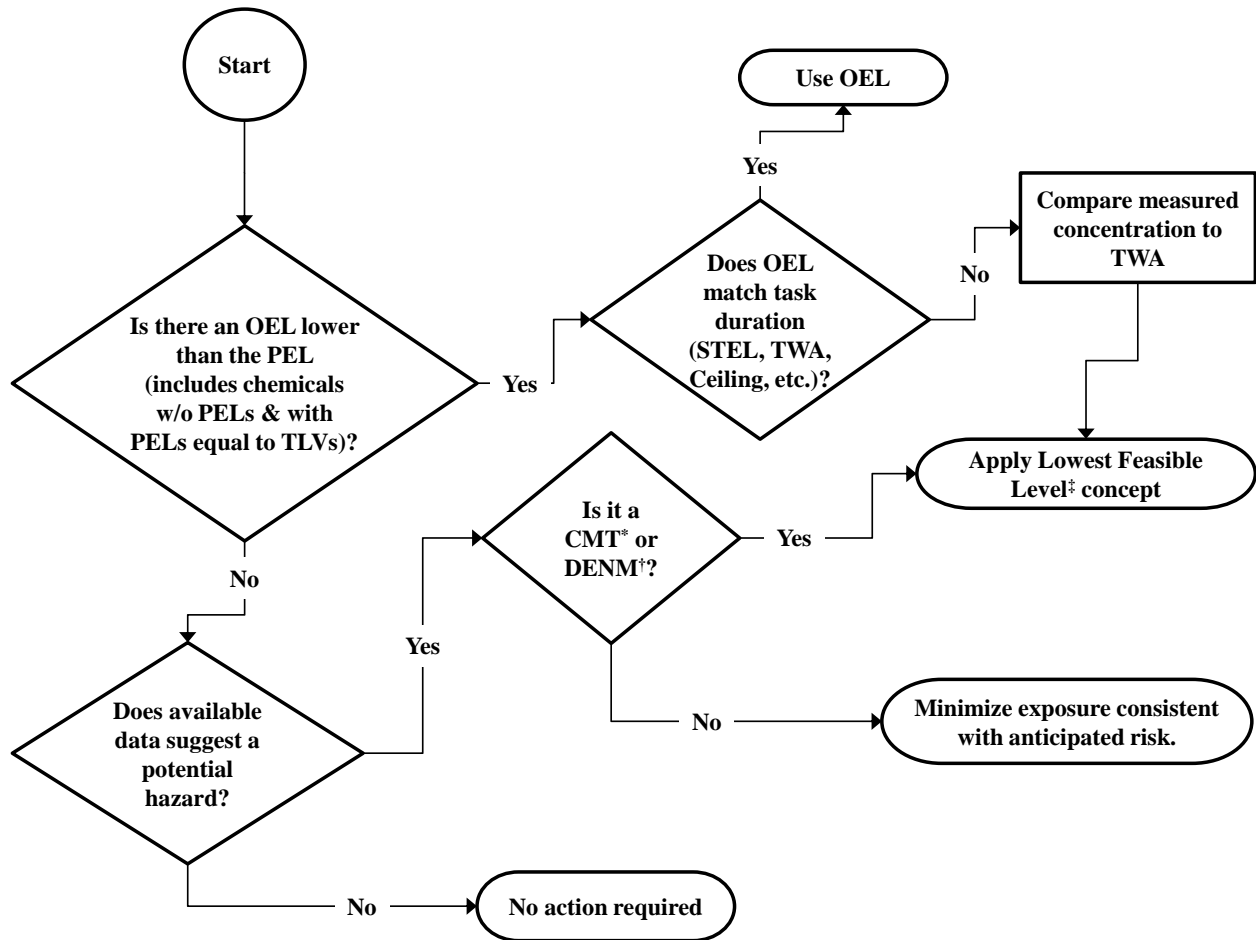 Start
Use OEL
Yes
Compare measured
concentration to
TWA
Does OEL
match task
duration
(STEL, TWA,
Ceiling, etc.)?
No
Is there an OEL lower
than the PEL
(includes chemicals
w/o PELs & with
PELs equal to TLVs)?
Yes
Apply Lowest Feasible
Level‡ concept
Is it a
CMT* or
DENM†?
Yes
No
Yes
Does available
data suggest a
potential
hazard?
No
Minimize exposure consistent
with anticipated risk.
No
No action required